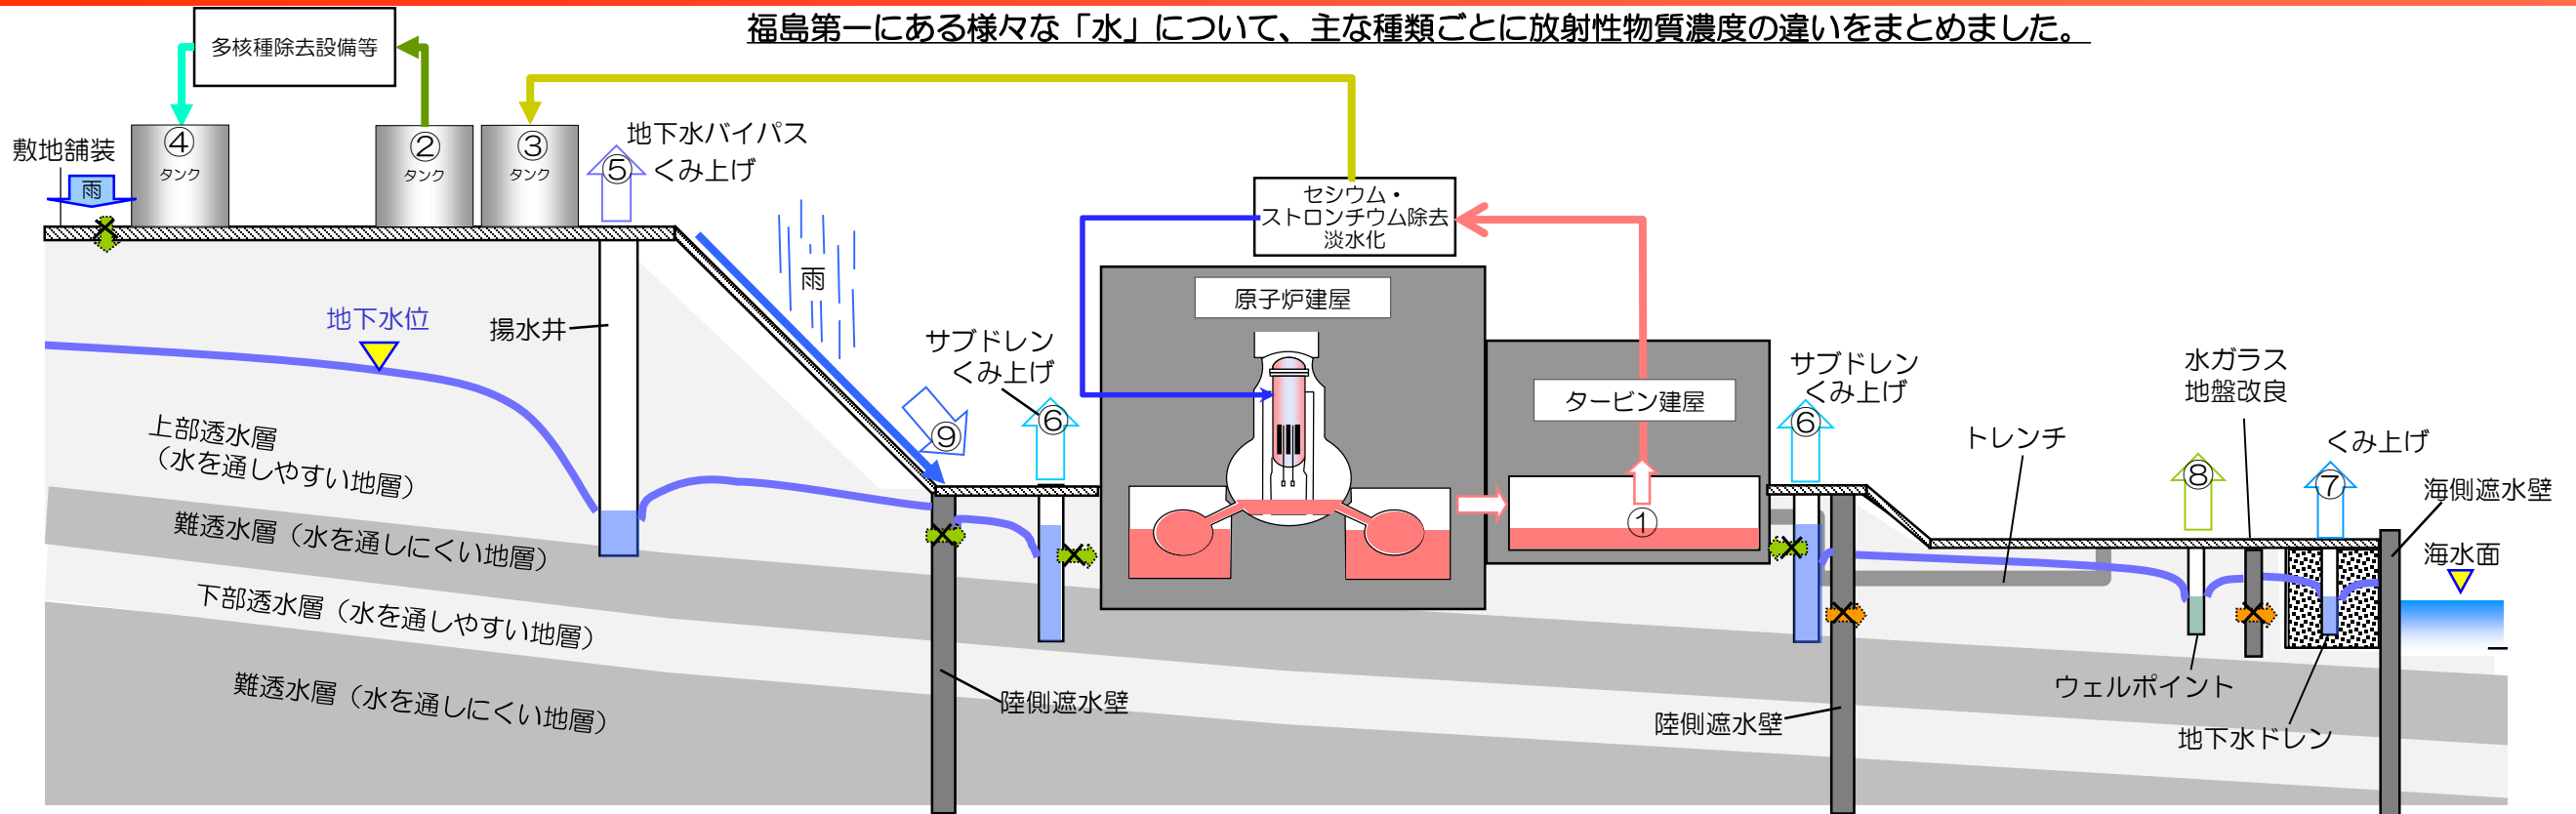 福島第一にある様々な「水」について、主な種類ごとに放射性物質濃度の違いをまとめました。
多核種除去設備等
敷地舗装
雨
④
タンク
②
タンク
③
タンク
⑤
地下水バイパス
くみ上げ
セシウム・
ストロンチウム除去
淡水化
雨
原子炉建屋
地下水位
揚水井
サブドレン
くみ上げ
⑥
⑨
タービン建屋
①
サブドレン
くみ上げ
⑥
水ガラス
地盤改良
トレンチ
くみ上げ
⑧
⑦
海側遮水壁
海水面
上部透水層
（水を通しやすい地層）
難透水層（水を通しにくい地層）
下部透水層（水を通しやすい地層）
難透水層（水を通しにくい地層）
陸側遮水壁
陸側遮水壁
ウェルポイント
地下水ドレン